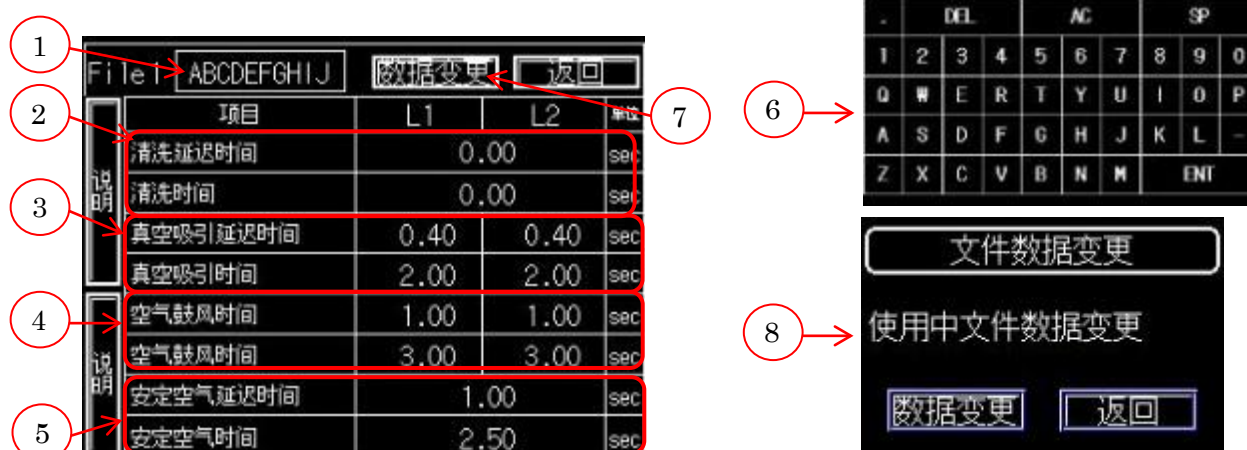 1
File1 ABCDEFGHIJ 数据变更 返回
2
7
项目 L1 L2 单位
清洗延迟时间 0.00 sec
清洗时间 0.00 sec
说明
3
真空吸引延迟时间 0.40 0.40 sec
真空吸引时间 2.00 2.00 sec
4
空气鼓风时间 1.00 1.00 sec
空气鼓风时间 3.00 3.00 sec
说明
5
安定空气延迟时间 1.00 sec
安定空气时间 2.50 sec
6
. DEL AC SP
1 2 3 4 5 6 7 8 9 0
Q W E R T Y U I O P
A S D F G H J K L -
Z X C V B N M ENT
8
文件数据变更
使用中文件数据变更
数据变更 返回